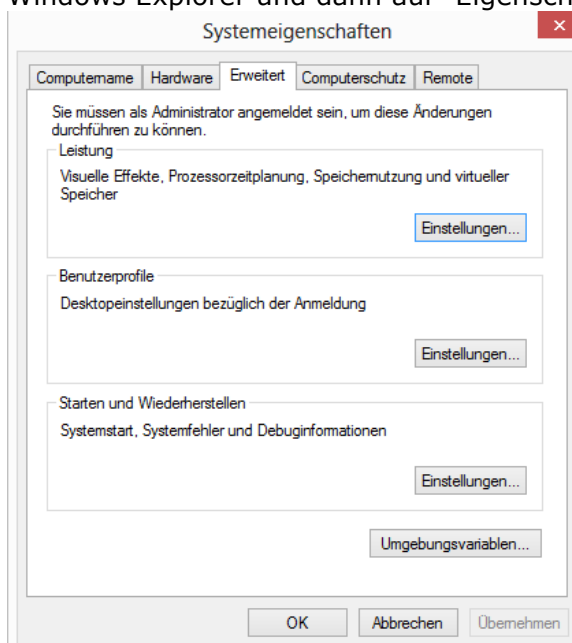 Windows Explorer und dann auf
Systemeigenschaften
Computername Hardware Erweitert Computerschutz Remote
Sie müssen als Administrator angemeldet sein, um diese Änderungen
durchführen zu können.
Leistung
Visuelle Effekte, Prozessorzeitplanung, Speichernutzung und virtueller
Speicher
Einstellungen...
Benutzerprofile
Desktopeinstellungen bezüglich der Anmeldung
Einstellungen...
Starten und Wiederherstellen
Systemstart, Systemfehler und Debuginformationen
Einstellungen...
Umgebungsvariablen...
OK Abbrechen Übernehmen